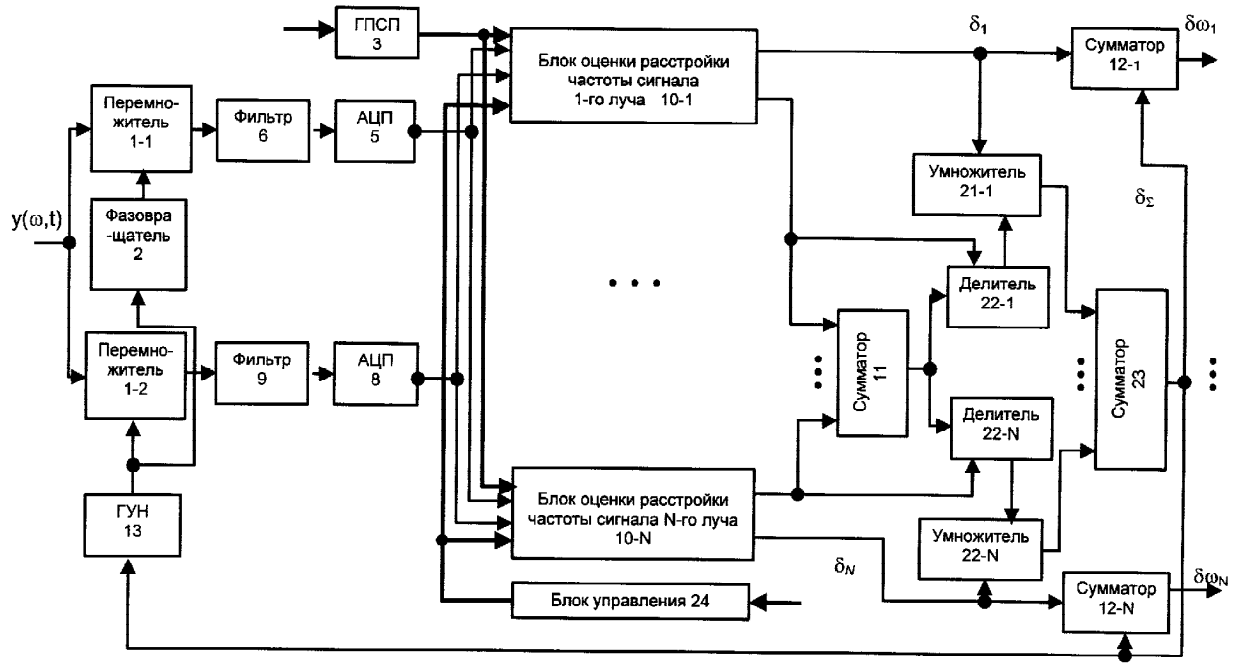 ГПСП
3
Блок оценки расстройки
частоты сигнала
1-го луча 10-1
δ1
Сумматор
12-1
δω1
Перемно-
житель
1-1
Фильтр
6
АЦП
5
Умножитель
21-1
δΣ
y(ω,t)
Фазовра
-щатель
2
. . .
Делитель
22-1
Перемно-
житель
1-2
Фильтр
9
АЦП
8
Сумматор
11
Сумматор
23
Делитель
22-N
ГУН
13
Блок оценки расстройки
частоты сигнала N-го луча
10-N
δN
Умножитель
22-N
Сумматор
12-N
δωN
Блок управления 24